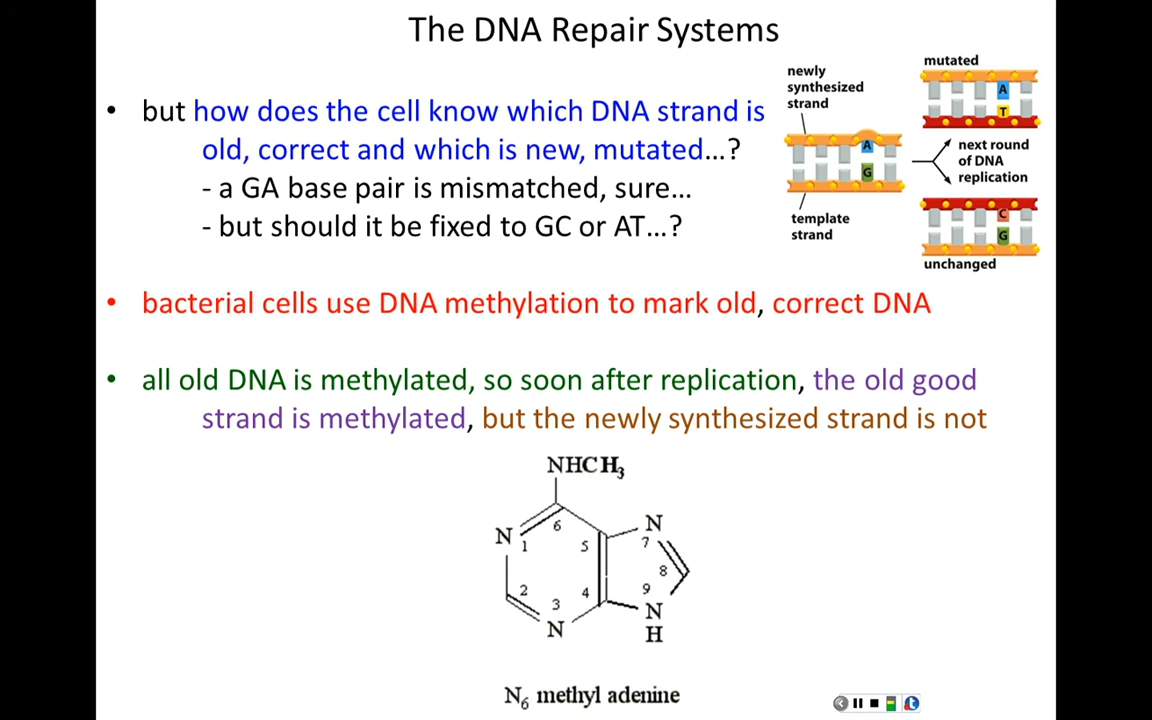 The DNA Repair Systems
• but how does the cell know which DNA strand is
old, correct and which is new, mutated...?
- a GA base pair is mismatched, sure...
- but should it be fixed to GC or AT...?
newly
synthesized
strand
A
G
template
strand
mutated
A
T
next round
of DNA
replication
C
G
unchanged
• bacterial cells use DNA methylation to mark old, correct DNA
• all old DNA is methylated, so soon after replication, the old good
strand is methylated, but the newly synthesized strand is not
NHCH₃
6
N
N
1
5
7
8
2
4
9
3
N
N
H
N₆ methyl adenine